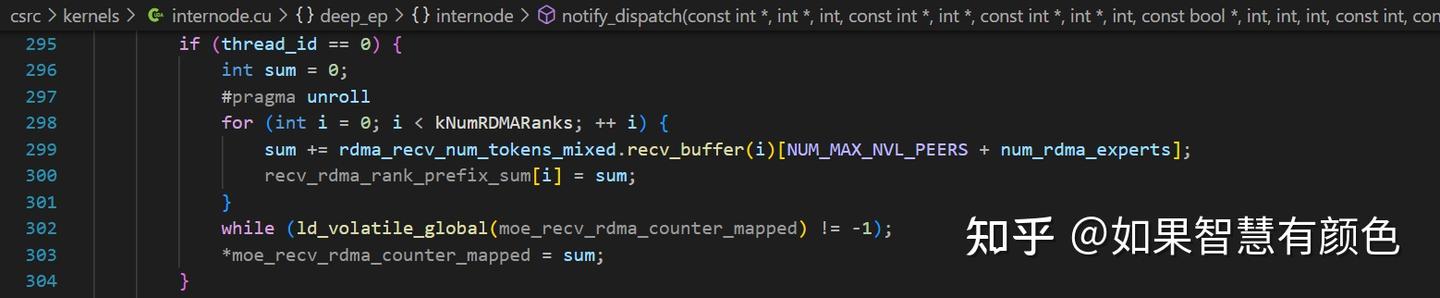 csrc > kernels > internode.cu > {} deep_ep > {} internode > notify_dispatch(const int *, int *, int, const int *, int *, const int *, int *, int, const bool *, int, int, int, const int, con
295 if (thread_id == 0) {
296 int sum = 0;
297 #pragma unroll
298 for (int i = 0; i < kNumRDMARanks; ++ i) {
299 sum += rdma_recv_num_tokens_mixed.recv_buffer(i)[NUM_MAX_NVL_PEERS + num_rdma_experts];
300 recv_rdma_rank_prefix_sum[i] = sum;
301 }
302 while (ld_volatile_global(moe_recv_rdma_counter_mapped) != -1);
303 *moe_recv_rdma_counter_mapped = sum;
304 }
知乎 @如果智慧有颜色